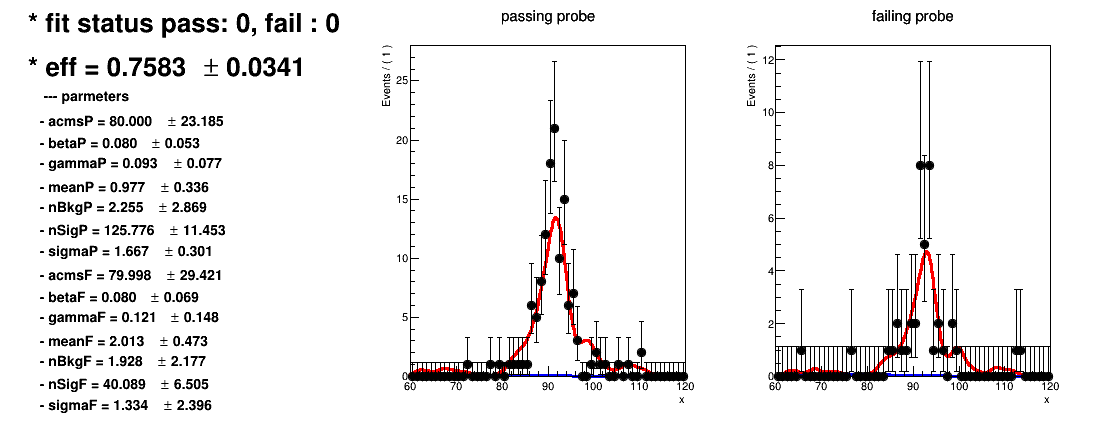 * fit status pass: 0, fail : 0
* eff = 0.7583 ± 0.0341
--- parmeters
- acmsP = 80.000 ± 23.185
- betaP = 0.080 ± 0.053
- gammaP = 0.093 ± 0.077
- meanP = 0.977 ± 0.336
- nBkgP = 2.255 ± 2.869
- nSigP = 125.776 ± 11.453
- sigmaP = 1.667 ± 0.301
- acmsF = 79.998 ± 29.421
- betaF = 0.080 ± 0.069
- gammaF = 0.121 ± 0.148
- meanF = 2.013 ± 0.473
- nBkgF = 1.928 ± 2.177
- nSigF = 40.089 ± 6.505
- sigmaF = 1.334 ± 2.396
passing probe
Events / ( 1 )
25
20
15
10
5
0
60 70 80 90 100 110 120
x
failing probe
Events / ( 1 )
12
10
8
6
4
2
0
60 70 80 90 100 110 120
x